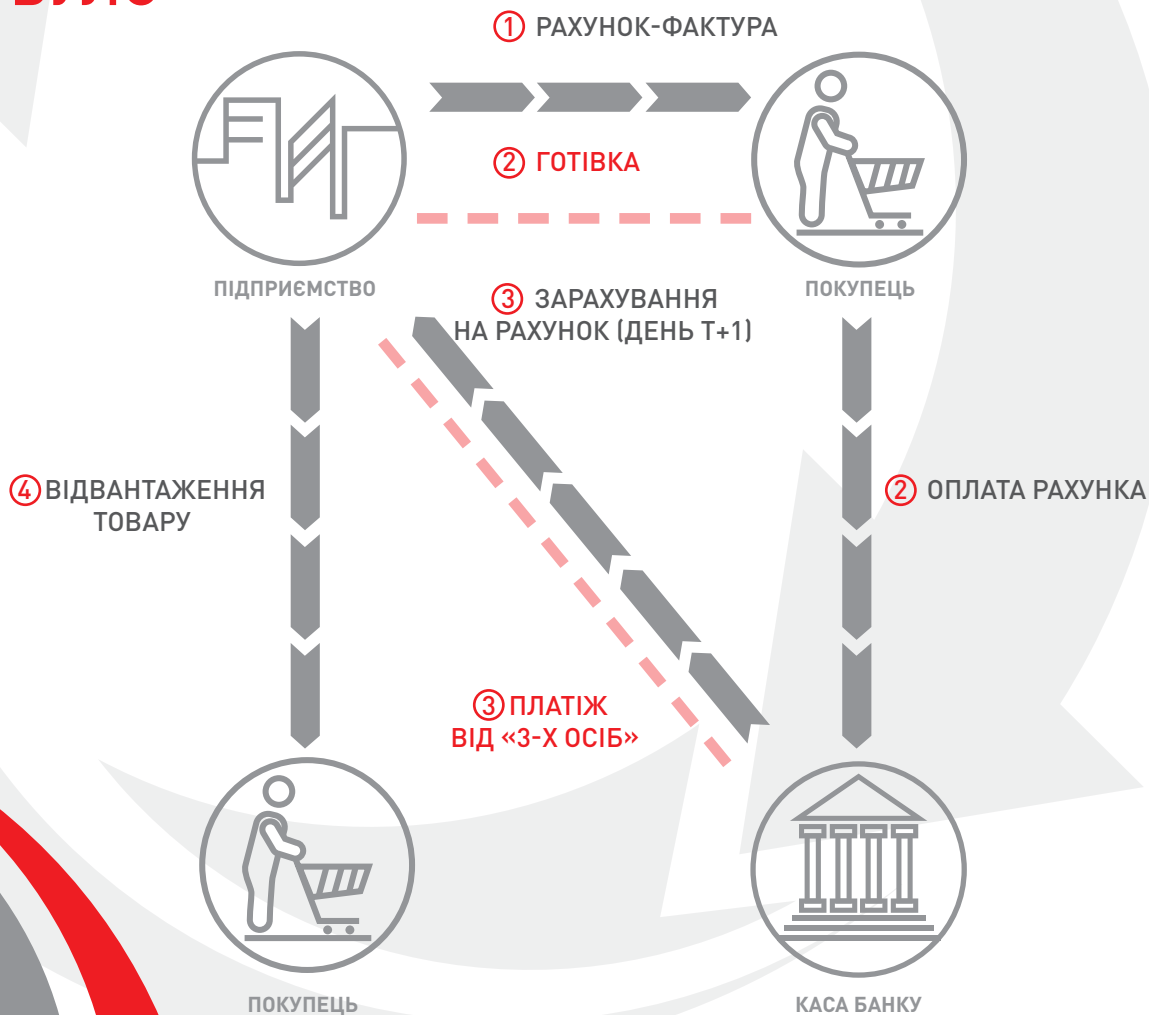 БУЛО
① РАХУНОК-ФАКТУРА
② ГОТІВКА
ПІДПРИЄМСТВО
ПОКУПЕЦЬ
③ ЗАРАХУВАННЯ
НА РАХУНОК (ДЕНЬ Т+1)
④ ВІДВАНТАЖЕННЯ
ТОВАРУ
② ОПЛАТА РАХУНКА
③ ПЛАТІЖ
ВІД «3-Х ОСІБ»
ПОКУПЕЦЬ
КАСА БАНКУ